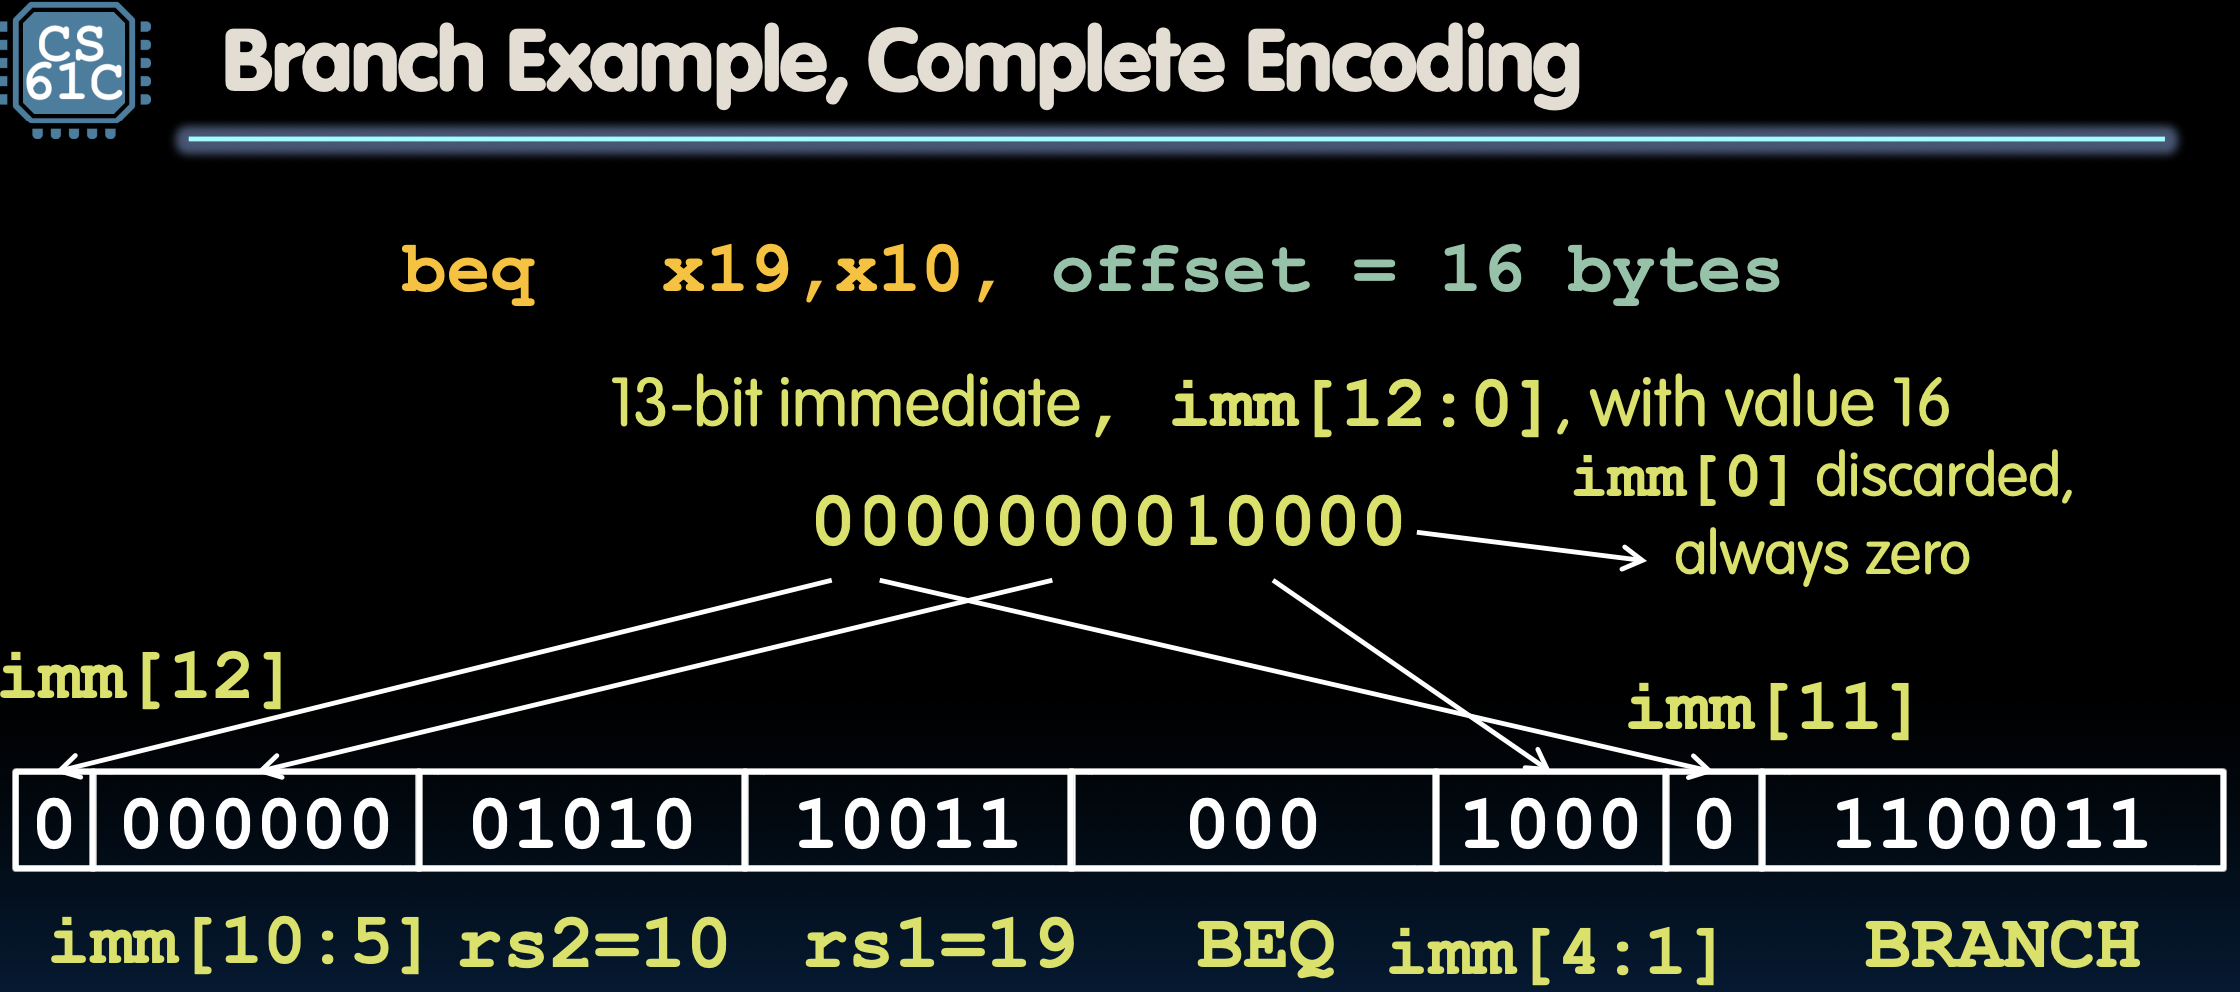 CS
61C
Branch Example, Complete Encoding
beq x19,x10, offset = 16 bytes
13-bit immediate, imm[12:0], with value 16
imm[0] discarded,
always zero
0000000010000
imm[12]
imm[11]
0 000000 01010 10011 000 1000 0 1100011
imm[10:5] rs2=10 rs1=19 BEQ imm[4:1] BRANCH